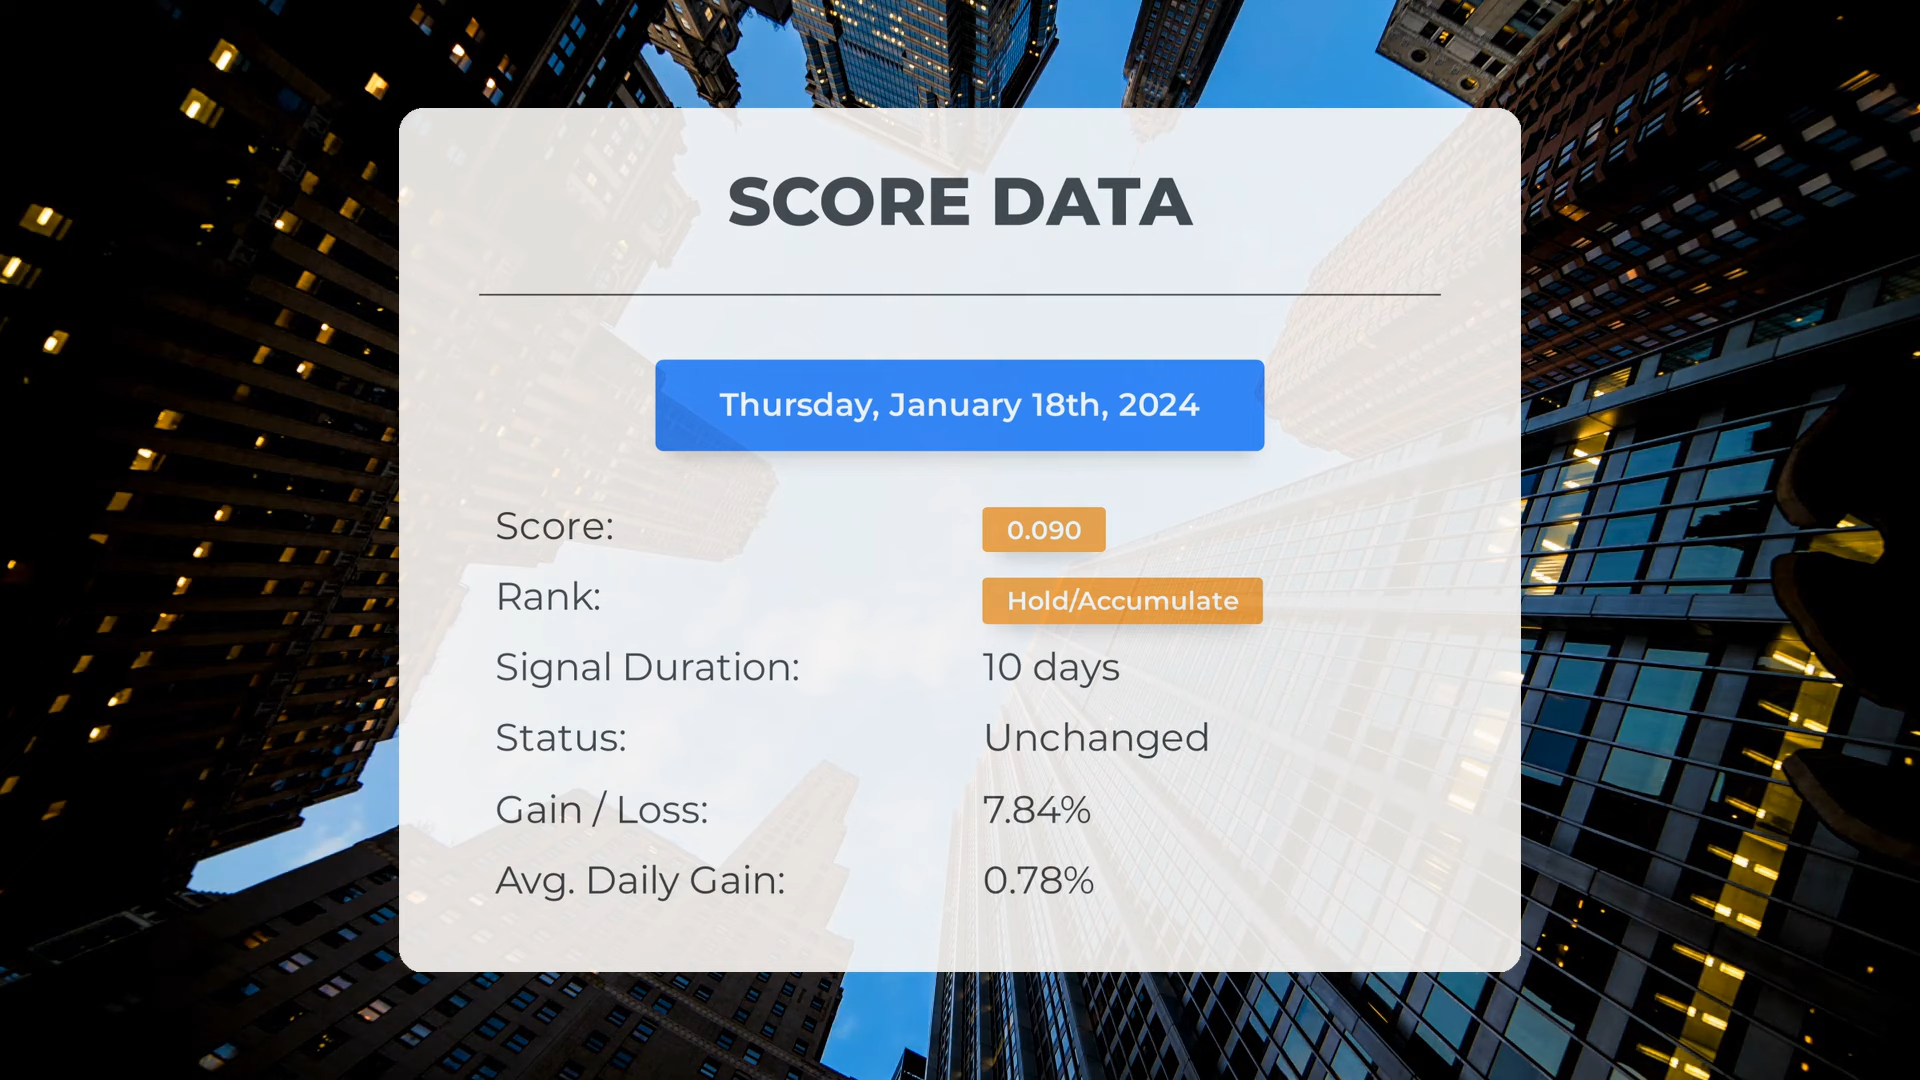 SCORE DATA
Thursday, January 18th, 2024
Score: 0.090
Rank: Hold/Accumulate
Signal Duration: 10 days
Status: Unchanged
Gain / Loss: 7.84%
Avg. Daily Gain: 0.78%